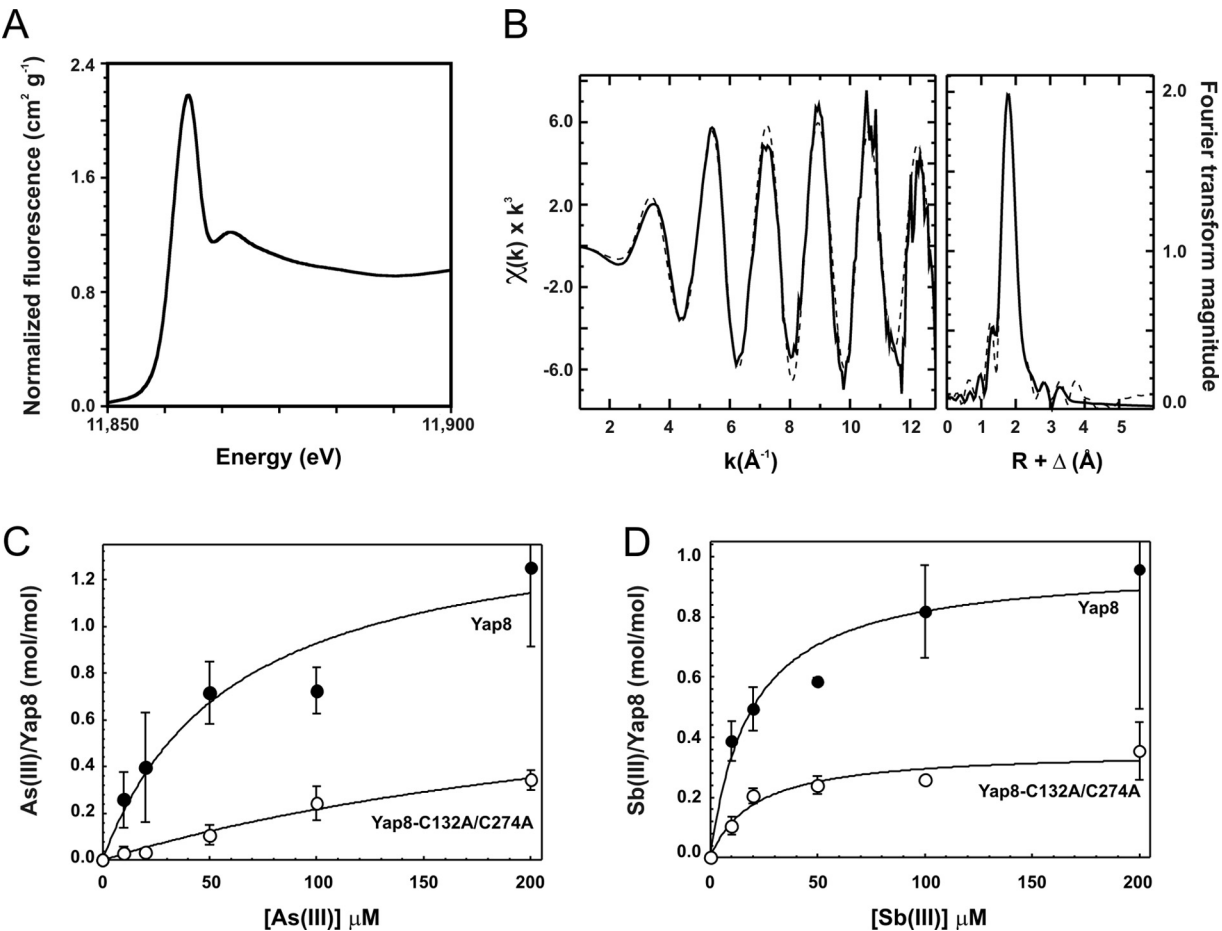 A
Normalized fluorescence (cm² g⁻¹)
2.4
1.6
0.8
0.0
11,850
11,900
Energy (eV)
B
χ(k) x k³
6.0
2.0
-2.0
-6.0
2 4 6 8 10 12
k(Å⁻¹)
0 1 2 3 4 5
R + Δ (Å)
2.0
1.0
0.0
Fourier transform magnitude
C
As(III)/Yap8 (mol/mol)
1.2
0.8
0.6
0.4
0.2
0.0
Yap8
Yap8-C132A/C274A
0 50 100 150 200
[As(III)] μM
D
Sb(III)/Yap8 (mol/mol)
1.0
0.8
0.6
0.4
0.2
0.0
Yap8
Yap8-C132A/C274A
0 50 100 150 200
[Sb(III)] μM